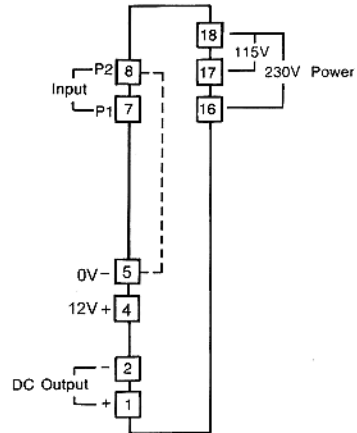 18
115V
P2 8
17
230V Power
Input
P1 7
16
0V - 5
12V + 4
- 2
DC Output
+ 1